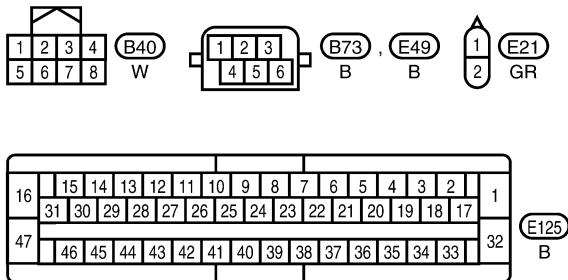 1 2 3 4 B40 1 2 3 B73 , E49 1 E21
5 6 7 8 W 4 5 6 B B 2 GR
16 15 14 13 12 11 10 9 8 7 6 5 4 3 2 1
31 30 29 28 27 26 25 24 23 22 21 20 19 18 17
47 46 45 44 43 42 41 40 39 38 37 36 35 34 33 32 E125
B